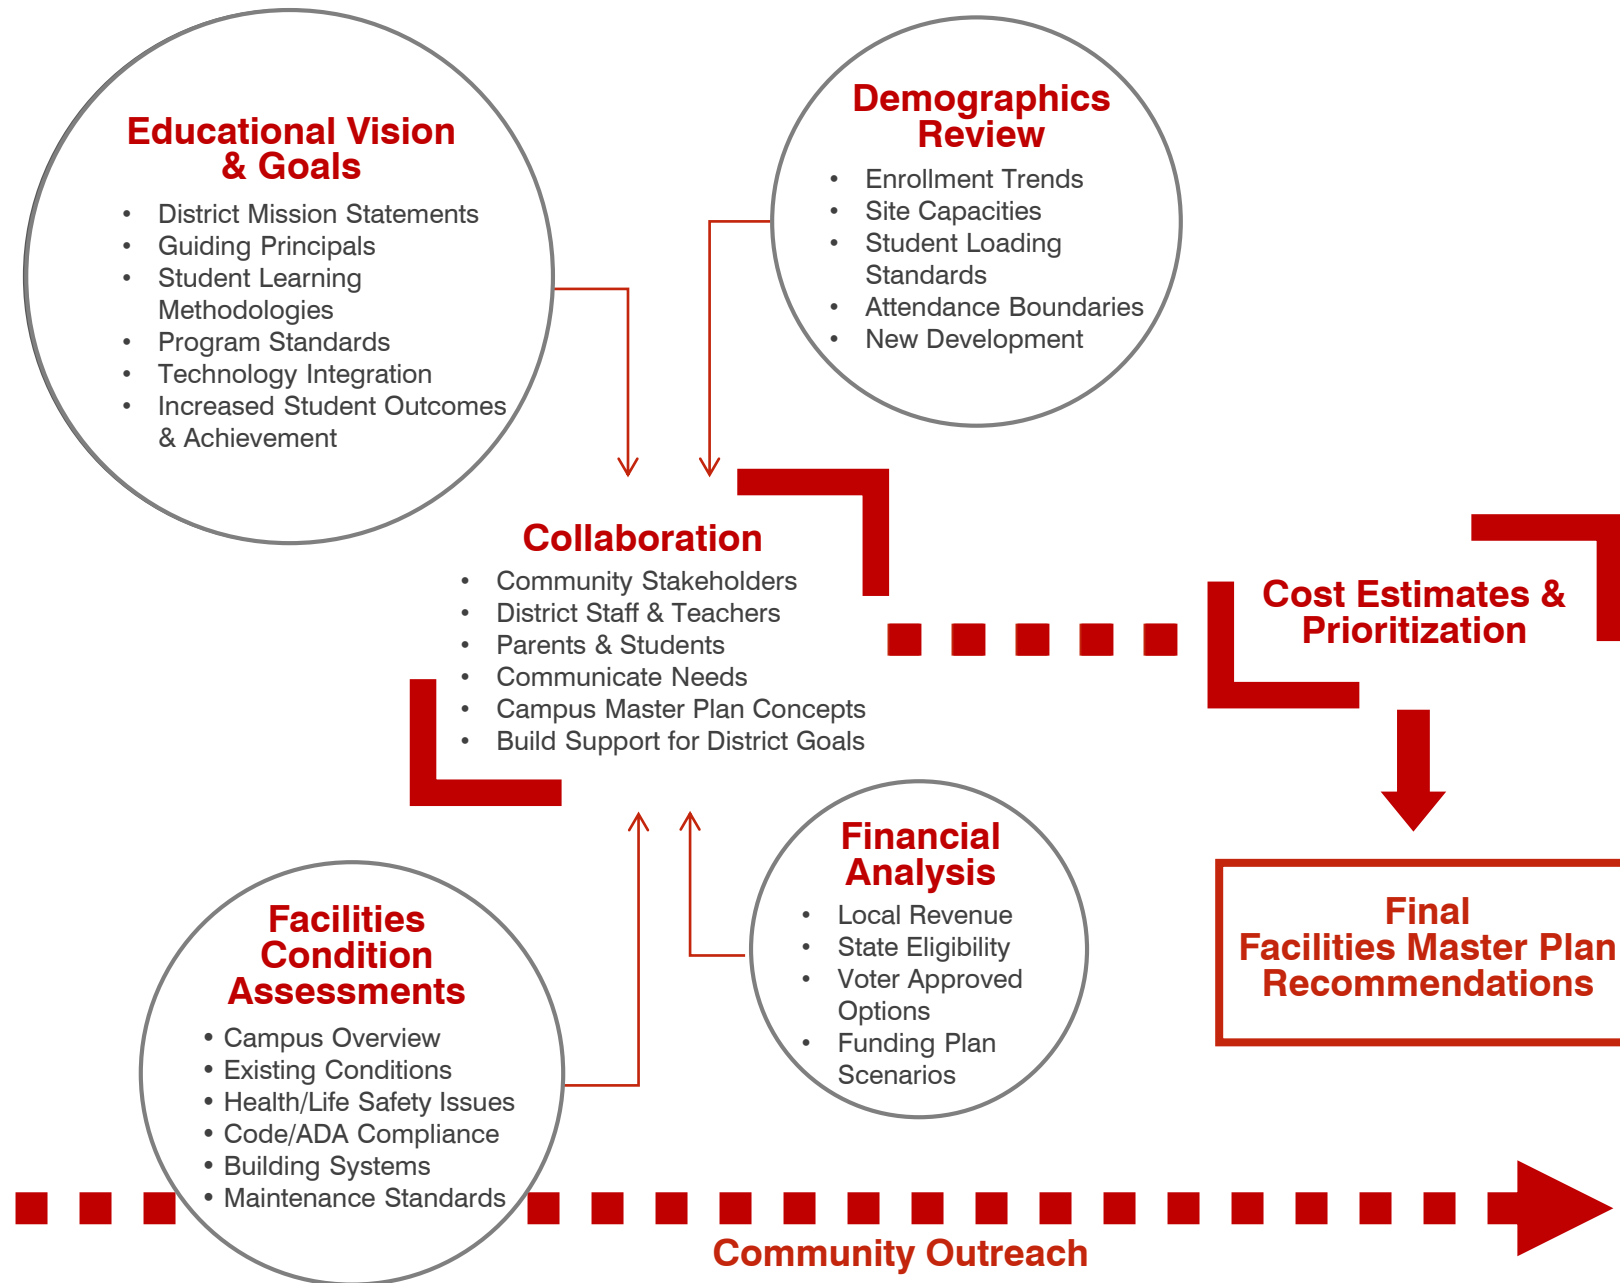 Educational Vision
& Goals
• District Mission Statements
• Guiding Principals
• Student Learning
Methodologies
• Program Standards
• Technology Integration
• Increased Student Outcomes
& Achievement
Demographics
Review
• Enrollment Trends
• Site Capacities
• Student Loading
Standards
• Attendance Boundaries
• New Development
Collaboration
• Community Stakeholders
• District Staff & Teachers
• Parents & Students
• Communicate Needs
• Campus Master Plan Concepts
• Build Support for District Goals
Cost Estimates &
Prioritization
Facilities
Condition
Assessments
• Campus Overview
• Existing Conditions
• Health/Life Safety Issues
• Code/ADA Compliance
• Building Systems
• Maintenance Standards
Financial
Analysis
• Local Revenue
• State Eligibility
• Voter Approved
Options
• Funding Plan
Scenarios
Final
Facilities Master Plan
Recommendations
Community Outreach